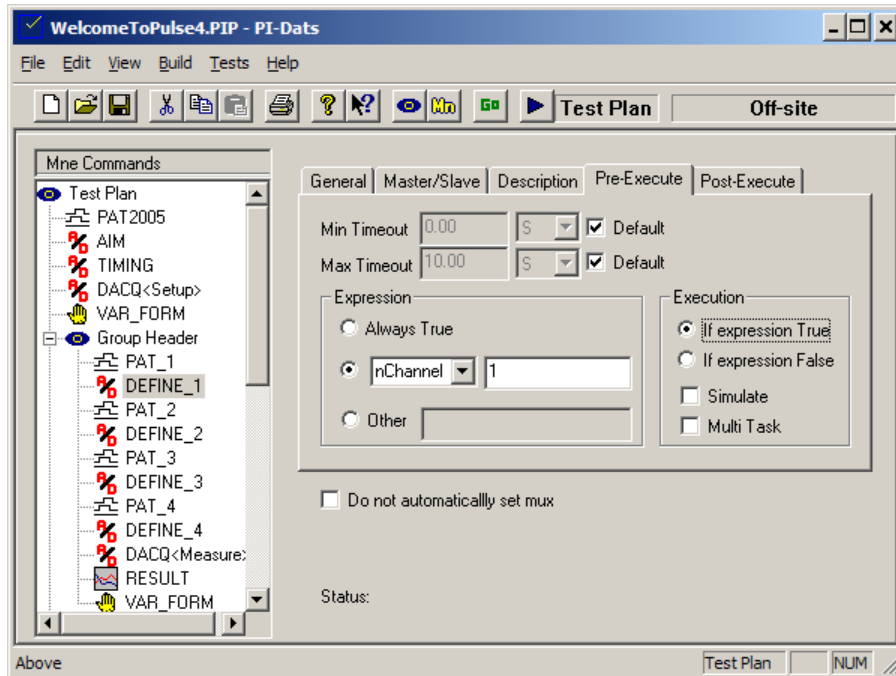 WelcomeToPulse4.PIP - PI-Dats
File Edit View Build Tests Help
Mn Go Test Plan Off-site
Mne Commands
Test Plan
PAT2005
AIM
TIMING
DACQ<Setup>
VAR_FORM
Group Header
PAT_1
DEFINE_1
PAT_2
DEFINE_2
PAT_3
DEFINE_3
PAT_4
DEFINE_4
DACQ<Measure>
RESULT
VAR_FORM
General Master/Slave Description Pre-Execute Post-Execute
Min Timeout 0.00 S Default
Max Timeout 10.00 S Default
Expression
Always True
nChannel 1
Other
Execution
If expression True
If expression False
Simulate
Multi Task
Do not automaticallly set mux
Status:
Above Test Plan NUM